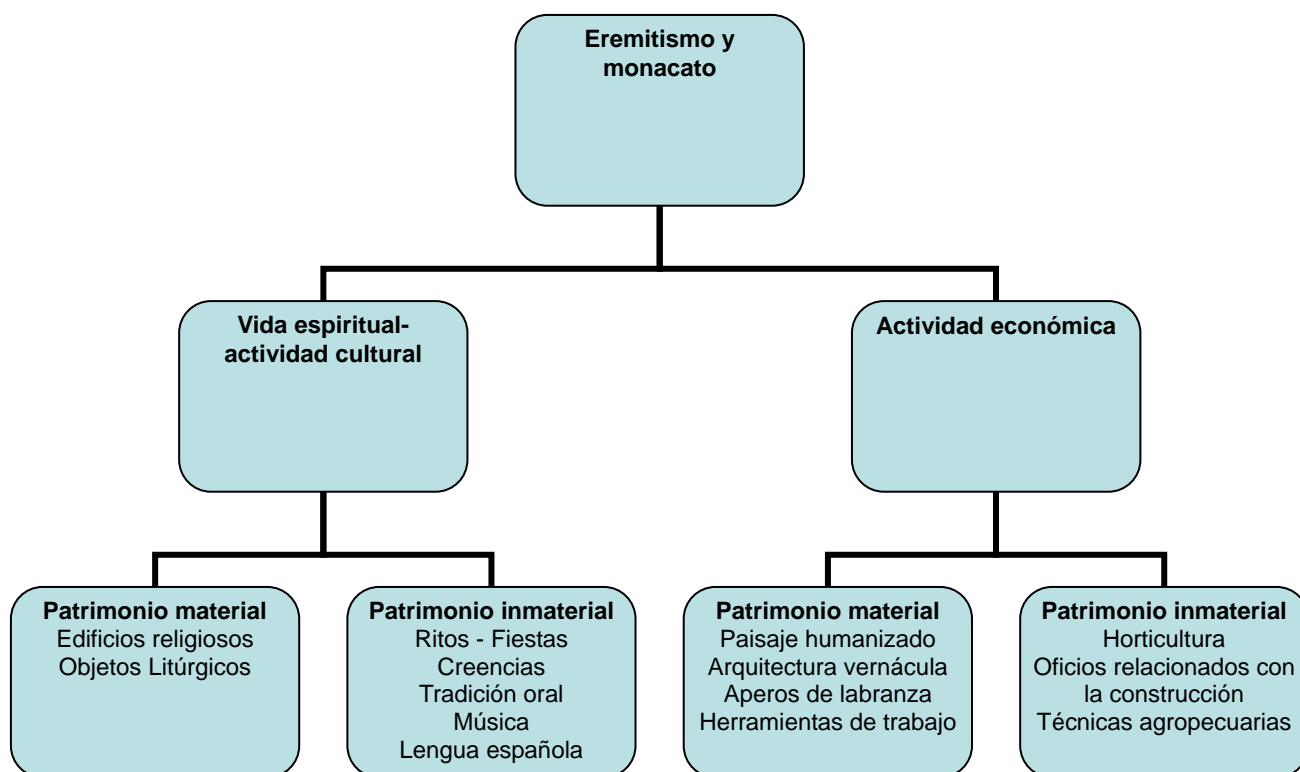 Eremitismo y
monacato
Vida espiritual-
actividad cultural
Actividad económica
Patrimonio material
Edificios religiosos
Objetos Litúrgicos
Patrimonio inmaterial
Ritos - Fiestas
Creencias
Tradición oral
Música
Lengua española
Patrimonio material
Paisaje humanizado
Arquitectura vernácula
Aperos de labranza
Herramientas de trabajo
Patrimonio inmaterial
Horticultura
Oficios relacionados con
la construcción
Técnicas agropecuarias